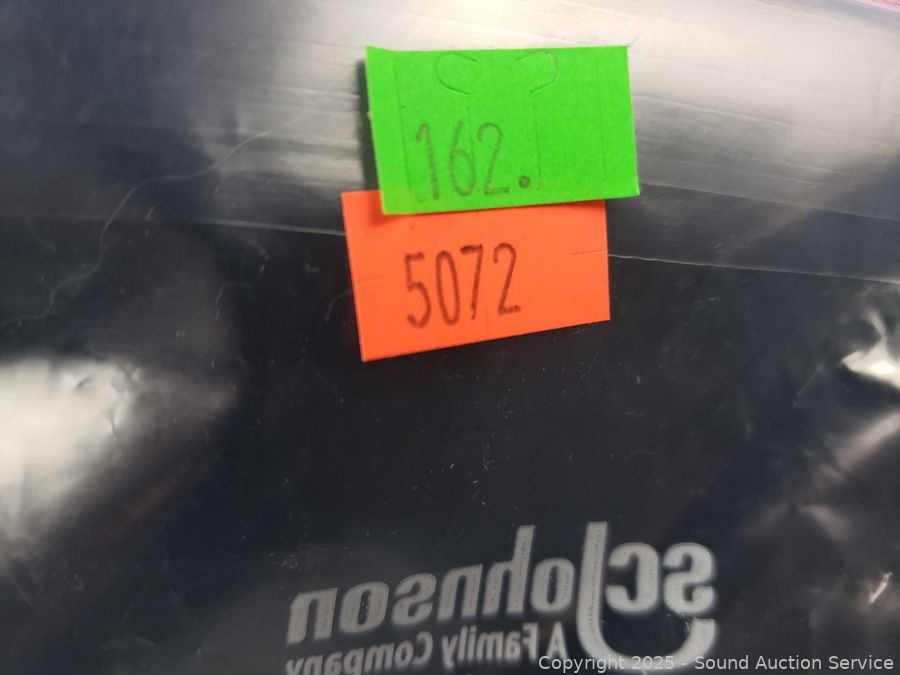 162.
5072
scjohnson
A Family Company
Copyright © 2025 - Sound Auction Service